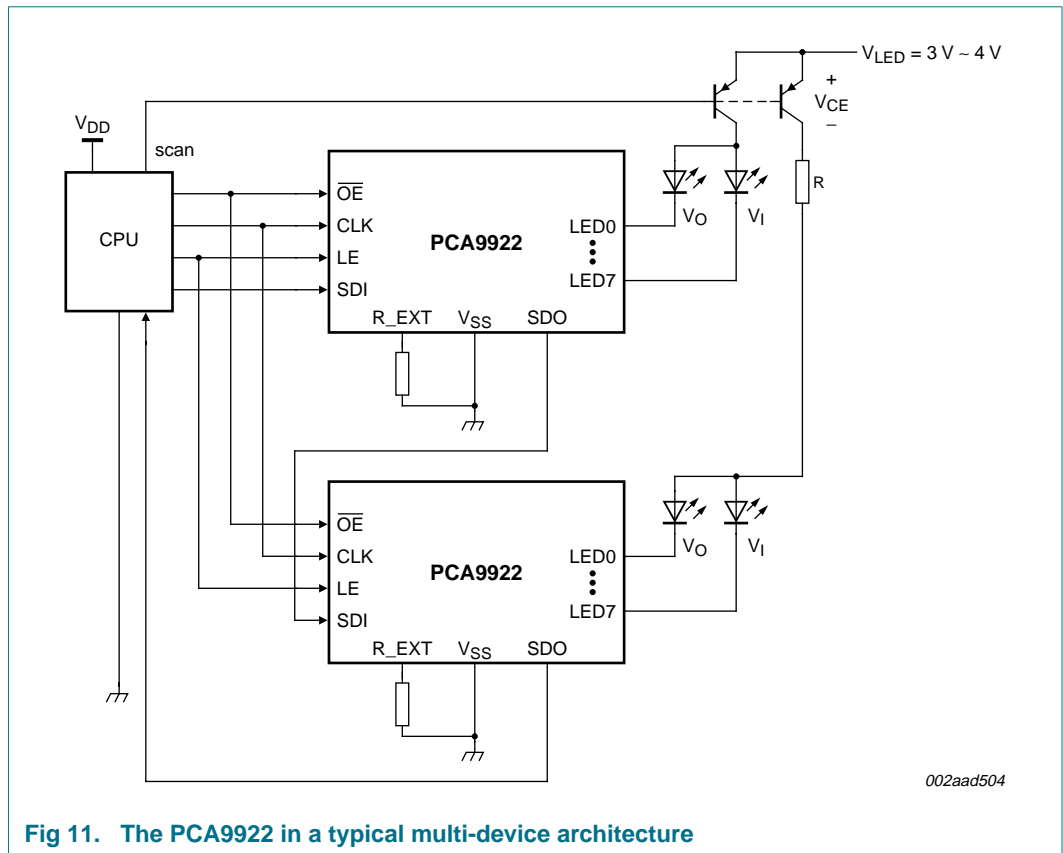 V_LED = 3 V ~ 4 V
+
V_CE
−
V_DD
scan
CPU
OE
CLK
LE
SDI
PCA9922
LED0
LED7
R_EXT
V_SS
SDO
V_O
V_I
R
OE
CLK
LE
SDI
PCA9922
LED0
LED7
R_EXT
V_SS
SDO
V_O
V_I
002aad504
Fig 11. The PCA9922 in a typical multi-device architecture